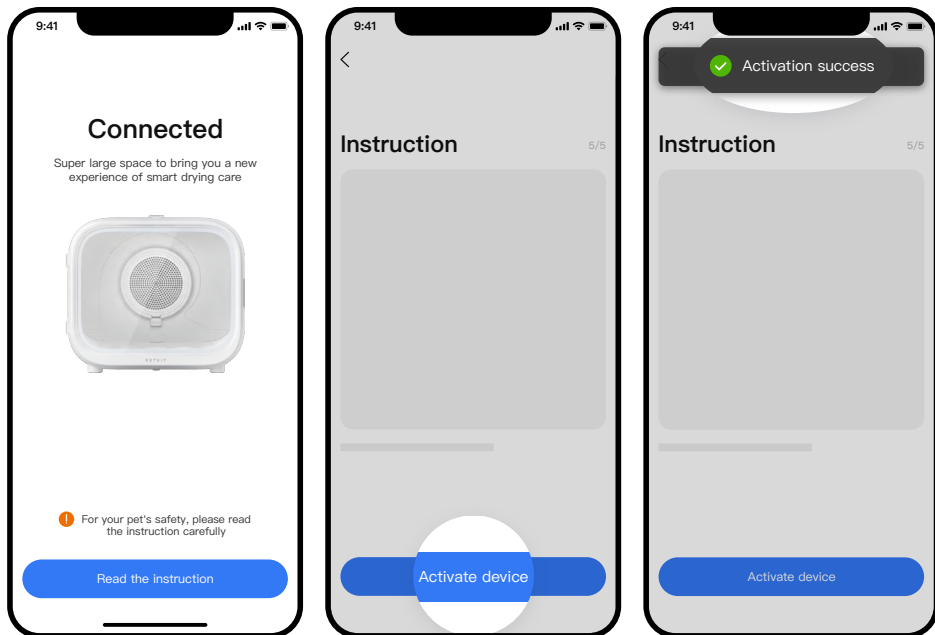 9:41
Connected
Super large space to bring you a new
experience of smart drying care
PETKIT
For your pet's safety, please read
the instruction carefully
Read the instruction
9:41
Instruction
5/5
Activate device
9:41
Activation success
Instruction
5/5
Activate device